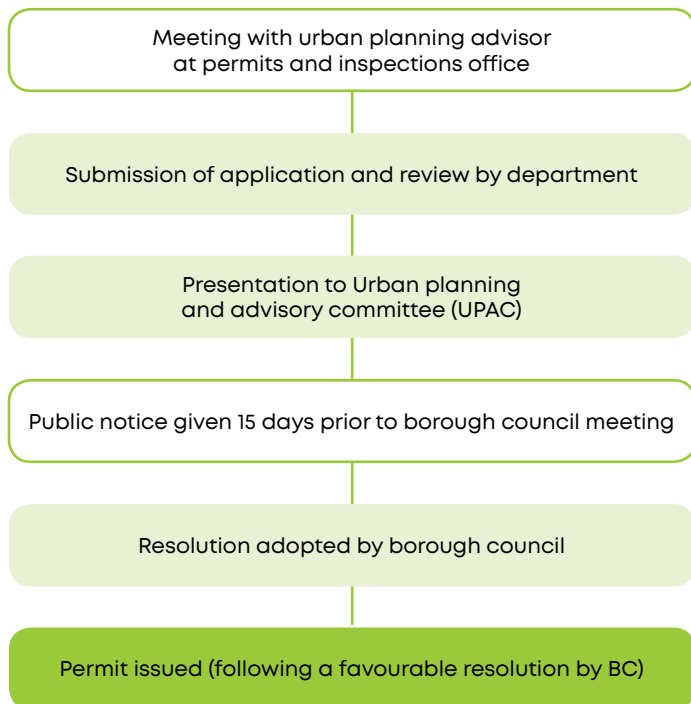 Meeting with urban planning advisor
at permits and inspections office
Submission of application and review by department
Presentation to Urban planning
and advisory committee (UPAC)
Public notice given 15 days prior to borough council meeting
Resolution adopted by borough council
Permit issued (following a favourable resolution by BC)